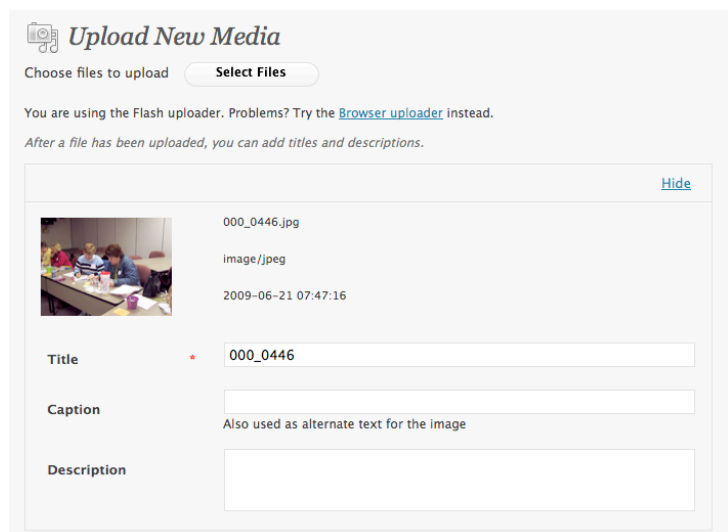 Upload New Media
Choose files to upload Select Files
You are using the Flash uploader. Problems? Try the Browser uploader instead.
After a file has been uploaded, you can add titles and descriptions.
Hide
000_0446.jpg
image/jpeg
2009-06-21 07:47:16
Title * 000_0446
Caption
Also used as alternate text for the image
Description